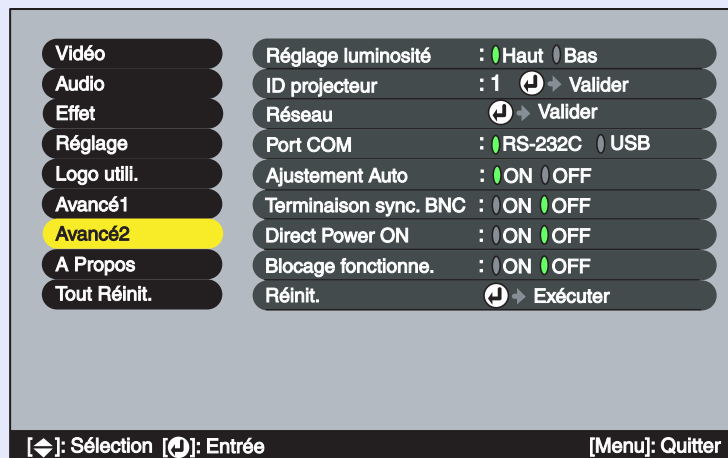 Vidéo
Audio
Effet
Réglage
Logo utili.
Avancé1
Avancé2
A Propos
Tout Réinit.
Réglage luminosité : Haut Bas
ID projecteur : 1 Valider
Réseau Valider
Port COM : RS-232C USB
Ajustement Auto : ON OFF
Terminaison sync. BNC : ON OFF
Direct Power ON : ON OFF
Blocage fonctionne. : ON OFF
Réinit. Exécuter
[ ]: Sélection [ ]: Entrée [Menu]: Quitter